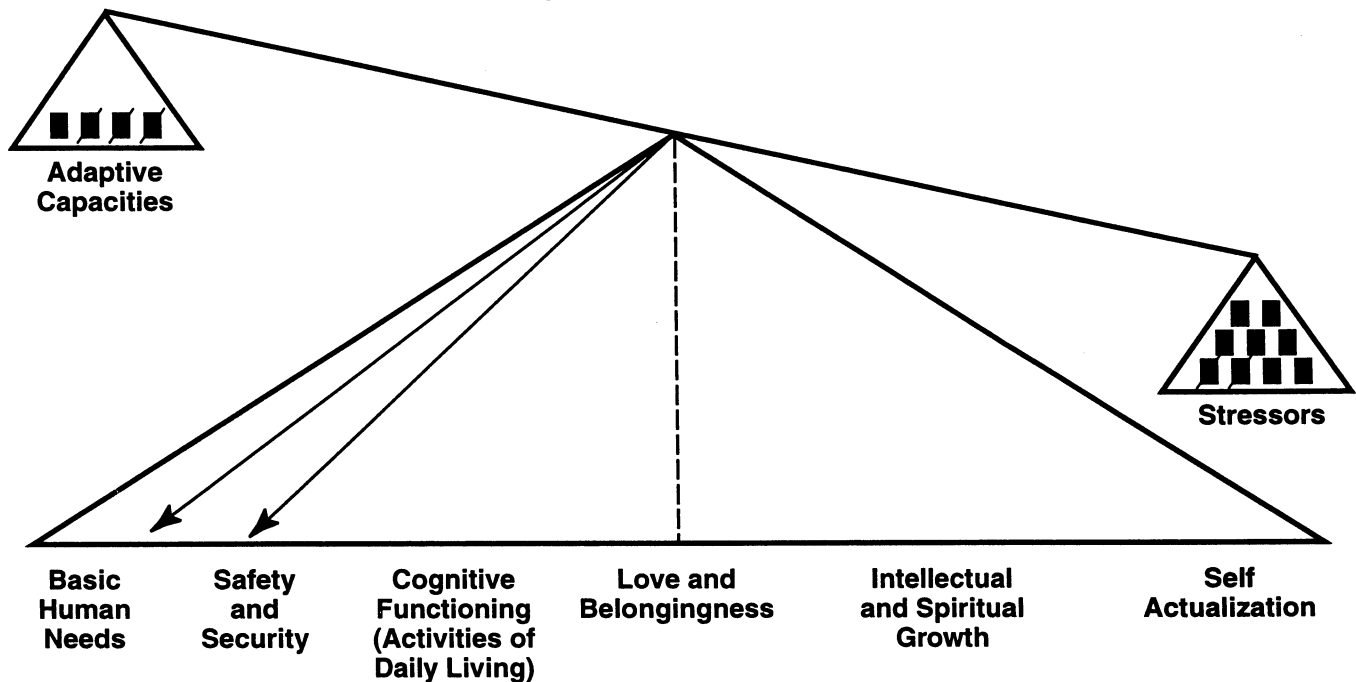 Adaptive
Capacities
Stressors
Basic
Human
Needs
Safety
and
Security
Cognitive
Functioning
(Activities of
Daily Living)
Love and
Belongingness
Intellectual
and Spiritual
Growth
Self
Actualization